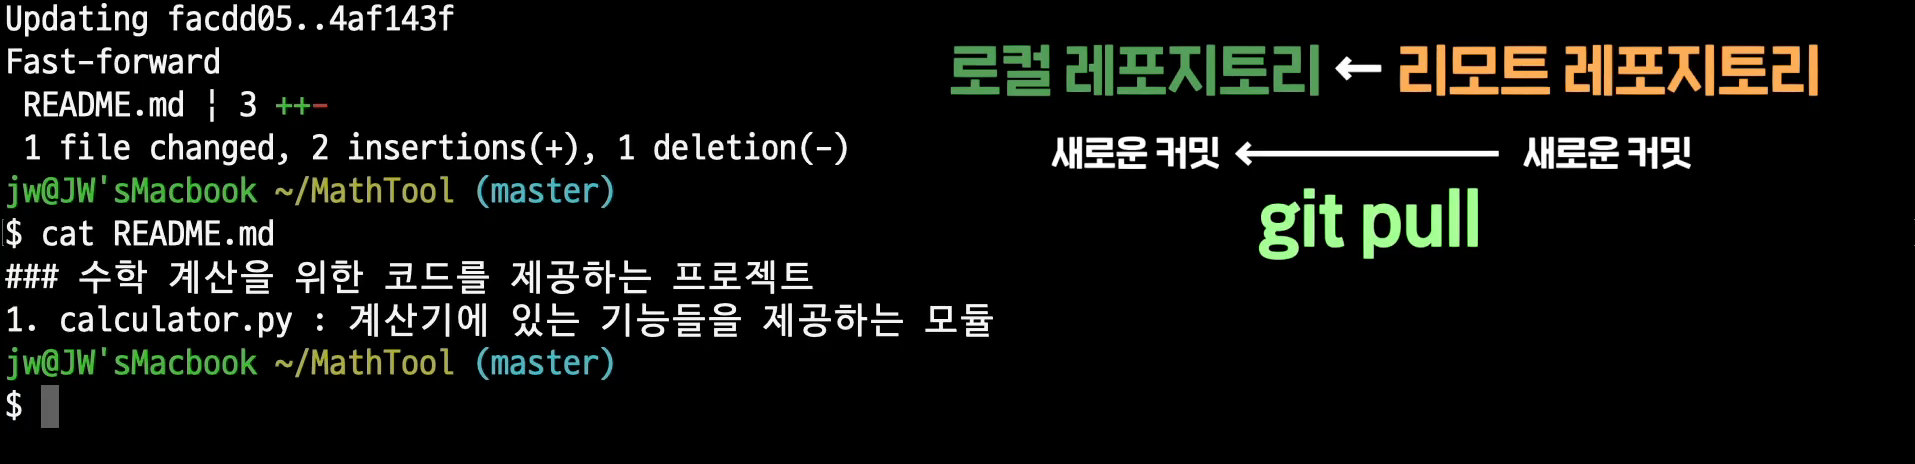 Updating facdd05..4af143f
Fast-forward
README.md | 3 ++-
1 file changed, 2 insertions(+), 1 deletion(-)
jw@JW'sMacbook ~/MathTool (master)
$ cat README.md
### 수학 계산을 위한 코드를 제공하는 프로젝트
1. calculator.py : 계산기에 있는 기능들을 제공하는 모듈
jw@JW'sMacbook ~/MathTool (master)
$
로컬 레포지토리 ← 리모트 레포지토리
새로운 커밋 ← 새로운 커밋
git pull